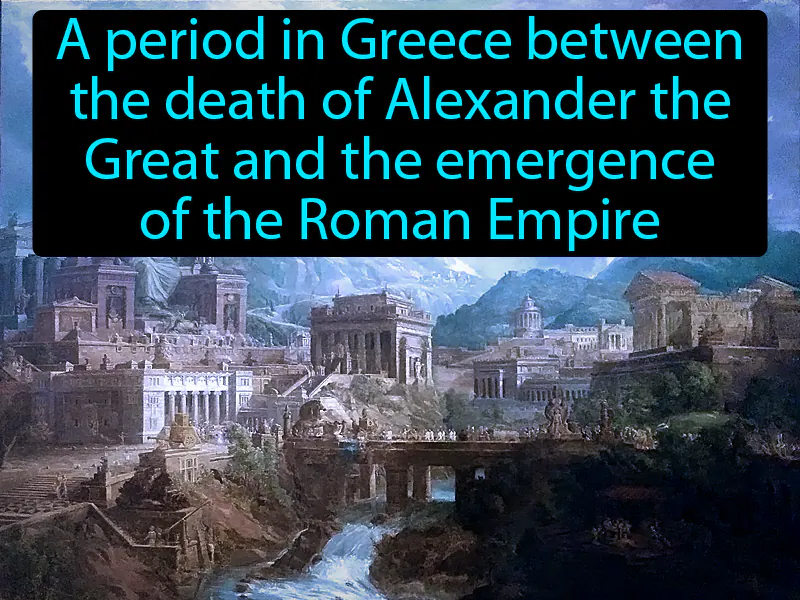 A period in Greece between
the death of Alexander the
Great and the emergence
of the Roman Empire